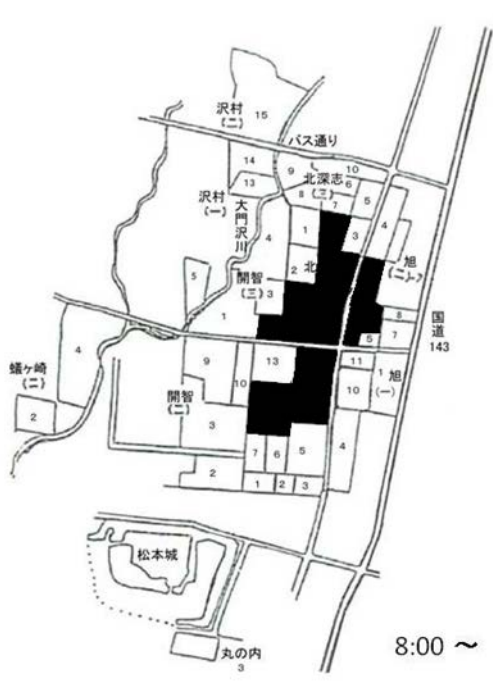 沢村
(二)
15
バス通り
14
13
9
10
北深志
(三)
6
8
7
5
沢村
(一)
大門沢川
4
1
3
4
旭
(二)
北
2
5
開智
(三)
3
1
8
7
5
国道
143
4
蟻ヶ崎
(二)
2
9
10
13
11
10
1
旭
(一)
開智
(二)
3
7
6
5
4
2
1
2
3
松本城
丸の内
3
8:00 ～